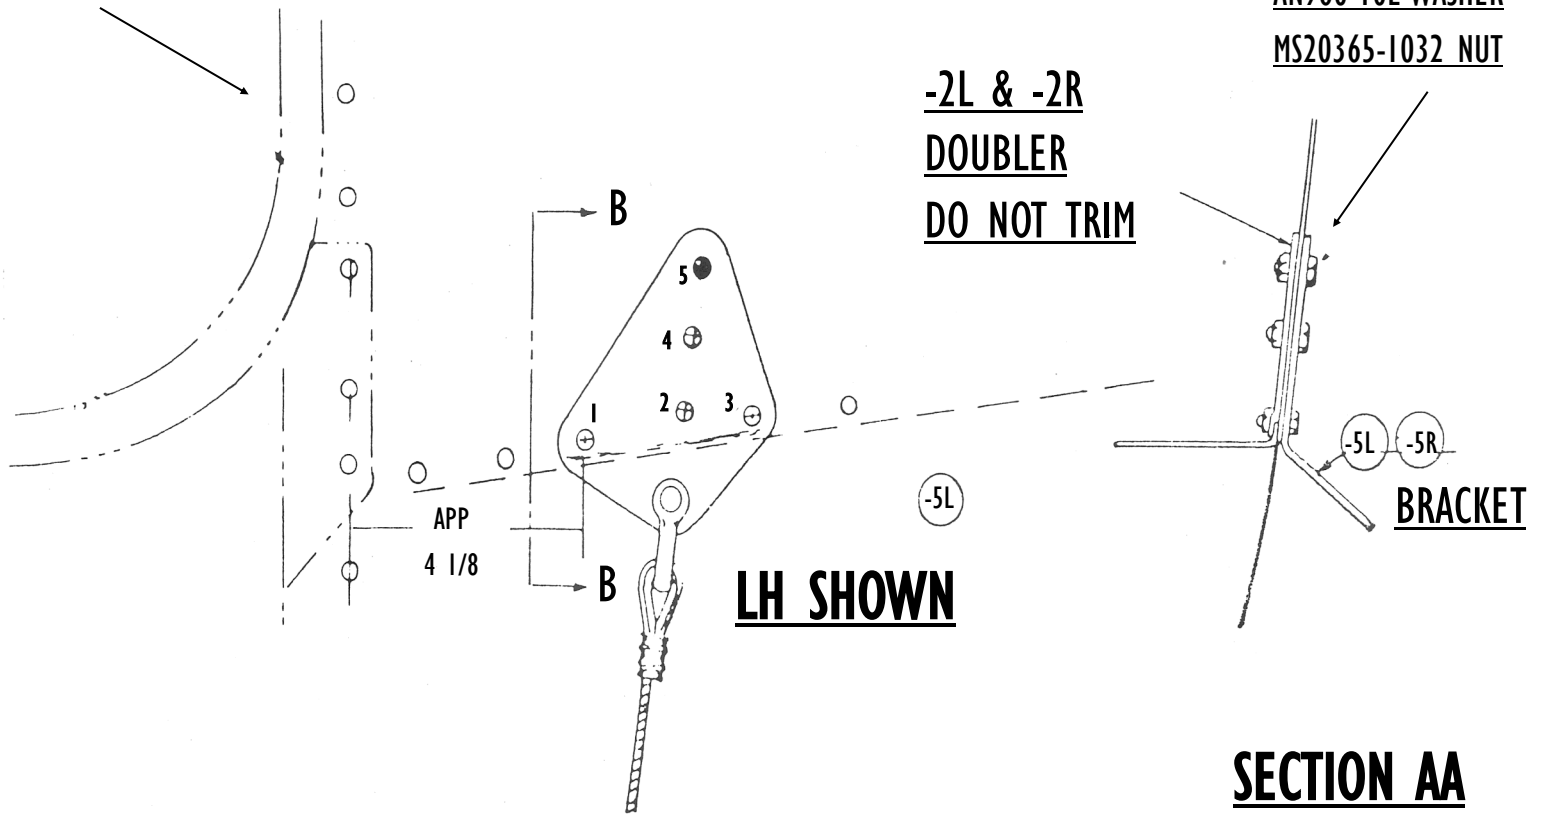 MS20365-1032 NUT
-2L & -2R
DOUBLER
DO NOT TRIM
B
5
4
1
2
3
-5L
-5R
-5L
BRACKET
APP
4 1/8
B
LH SHOWN
SECTION AA